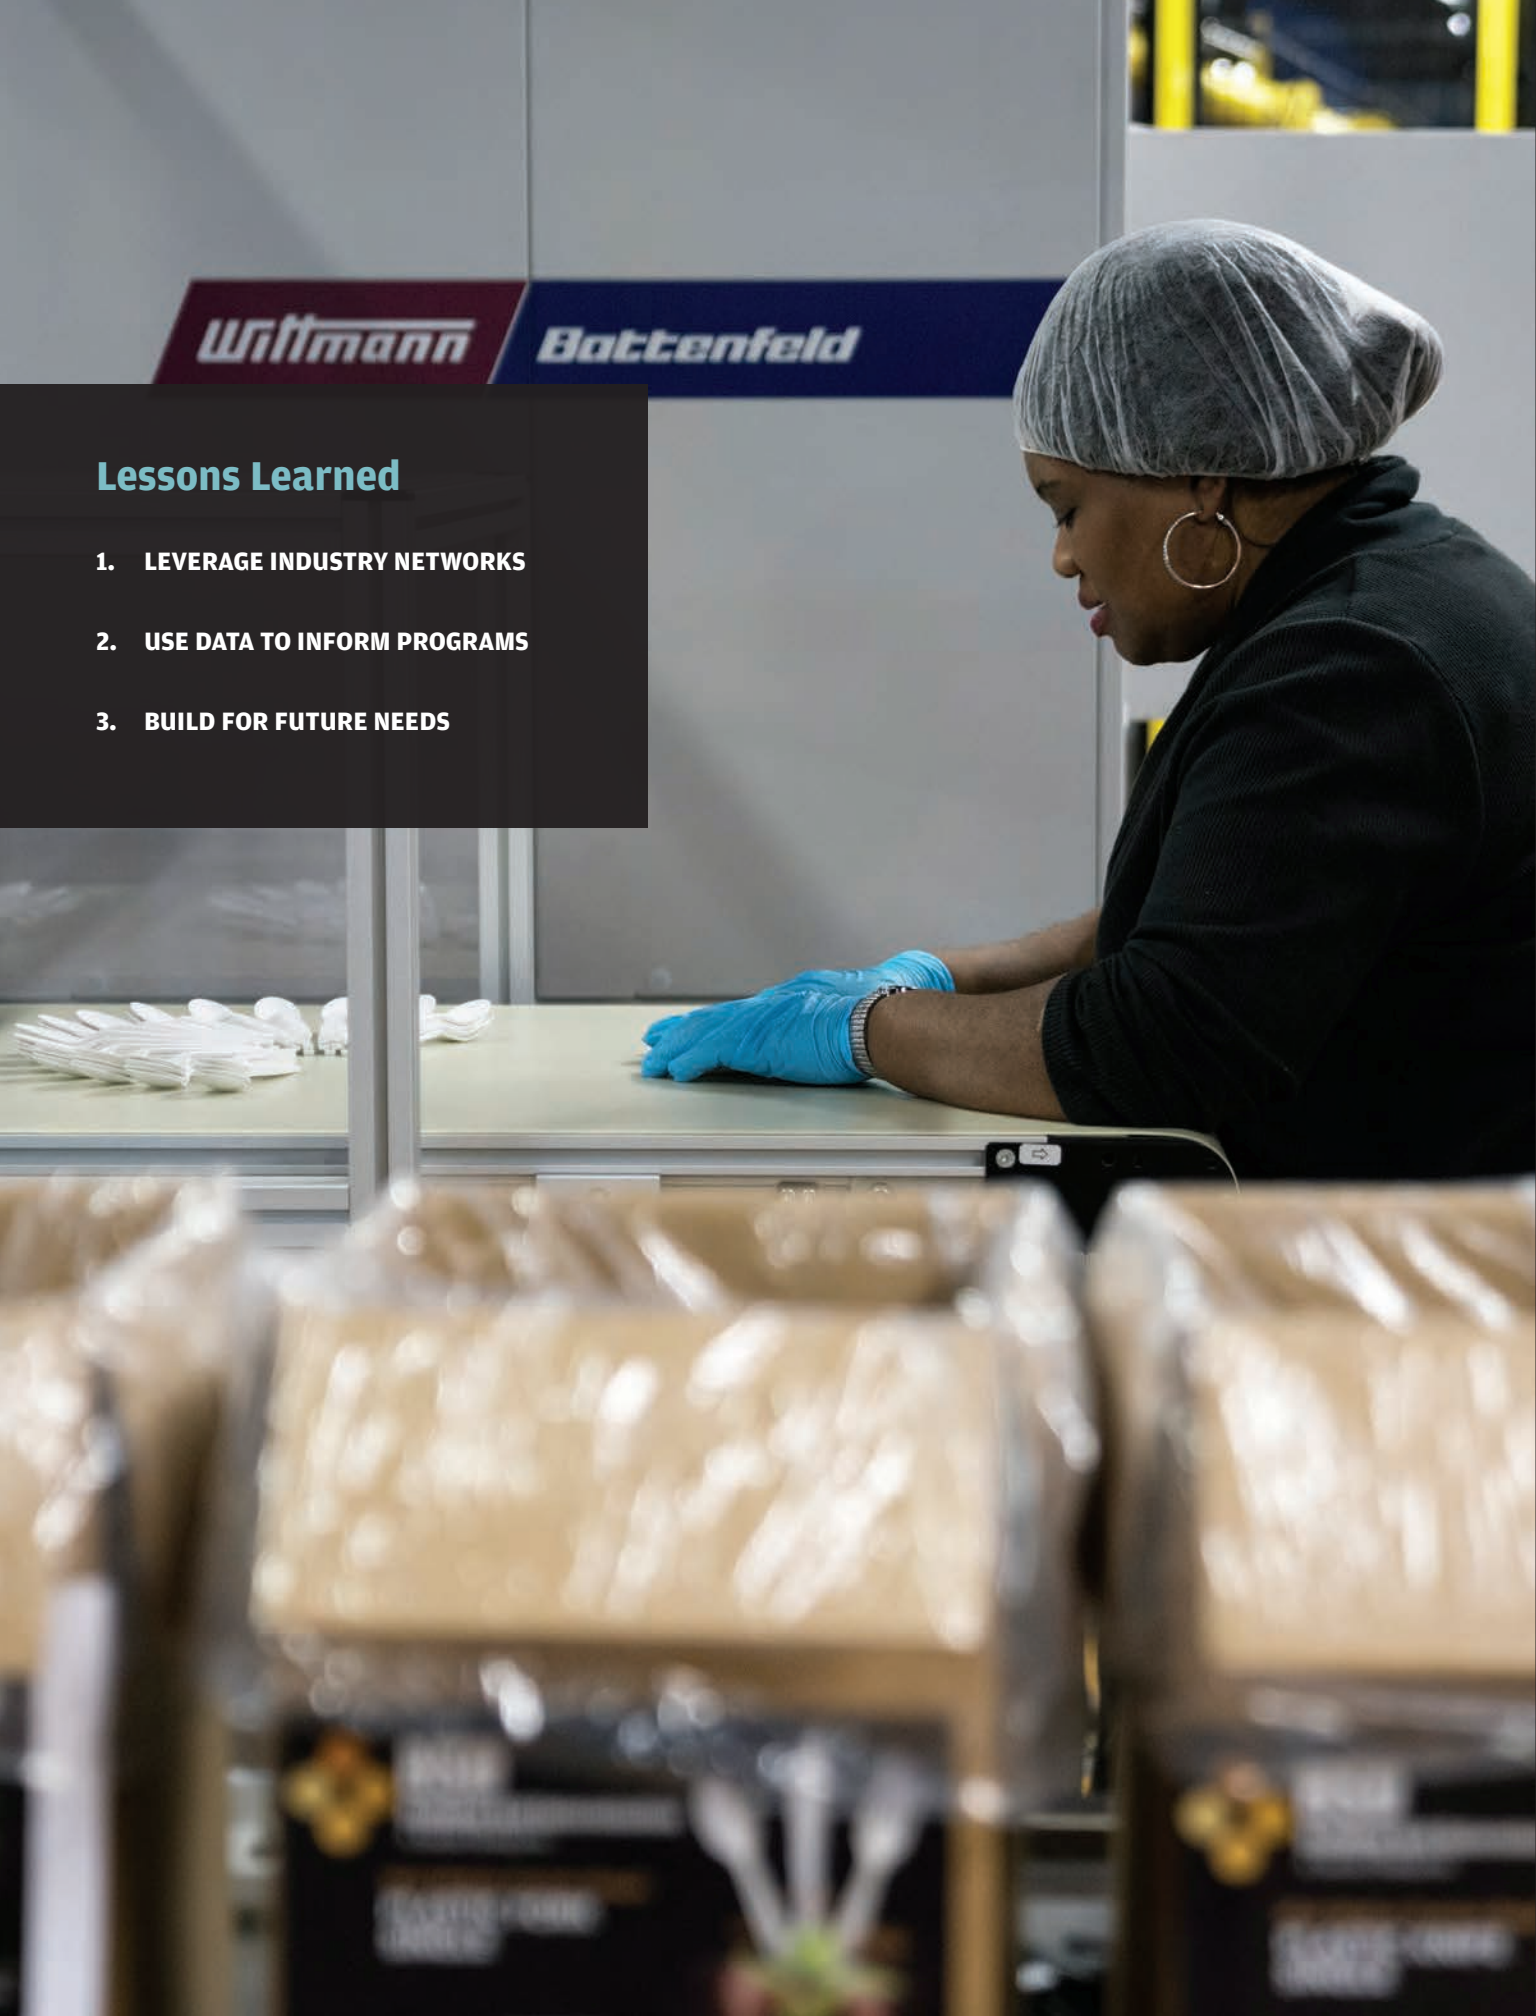 Wittmann Battenfeld
Lessons Learned
1. LEVERAGE INDUSTRY NETWORKS
2. USE DATA TO INFORM PROGRAMS
3. BUILD FOR FUTURE NEEDS